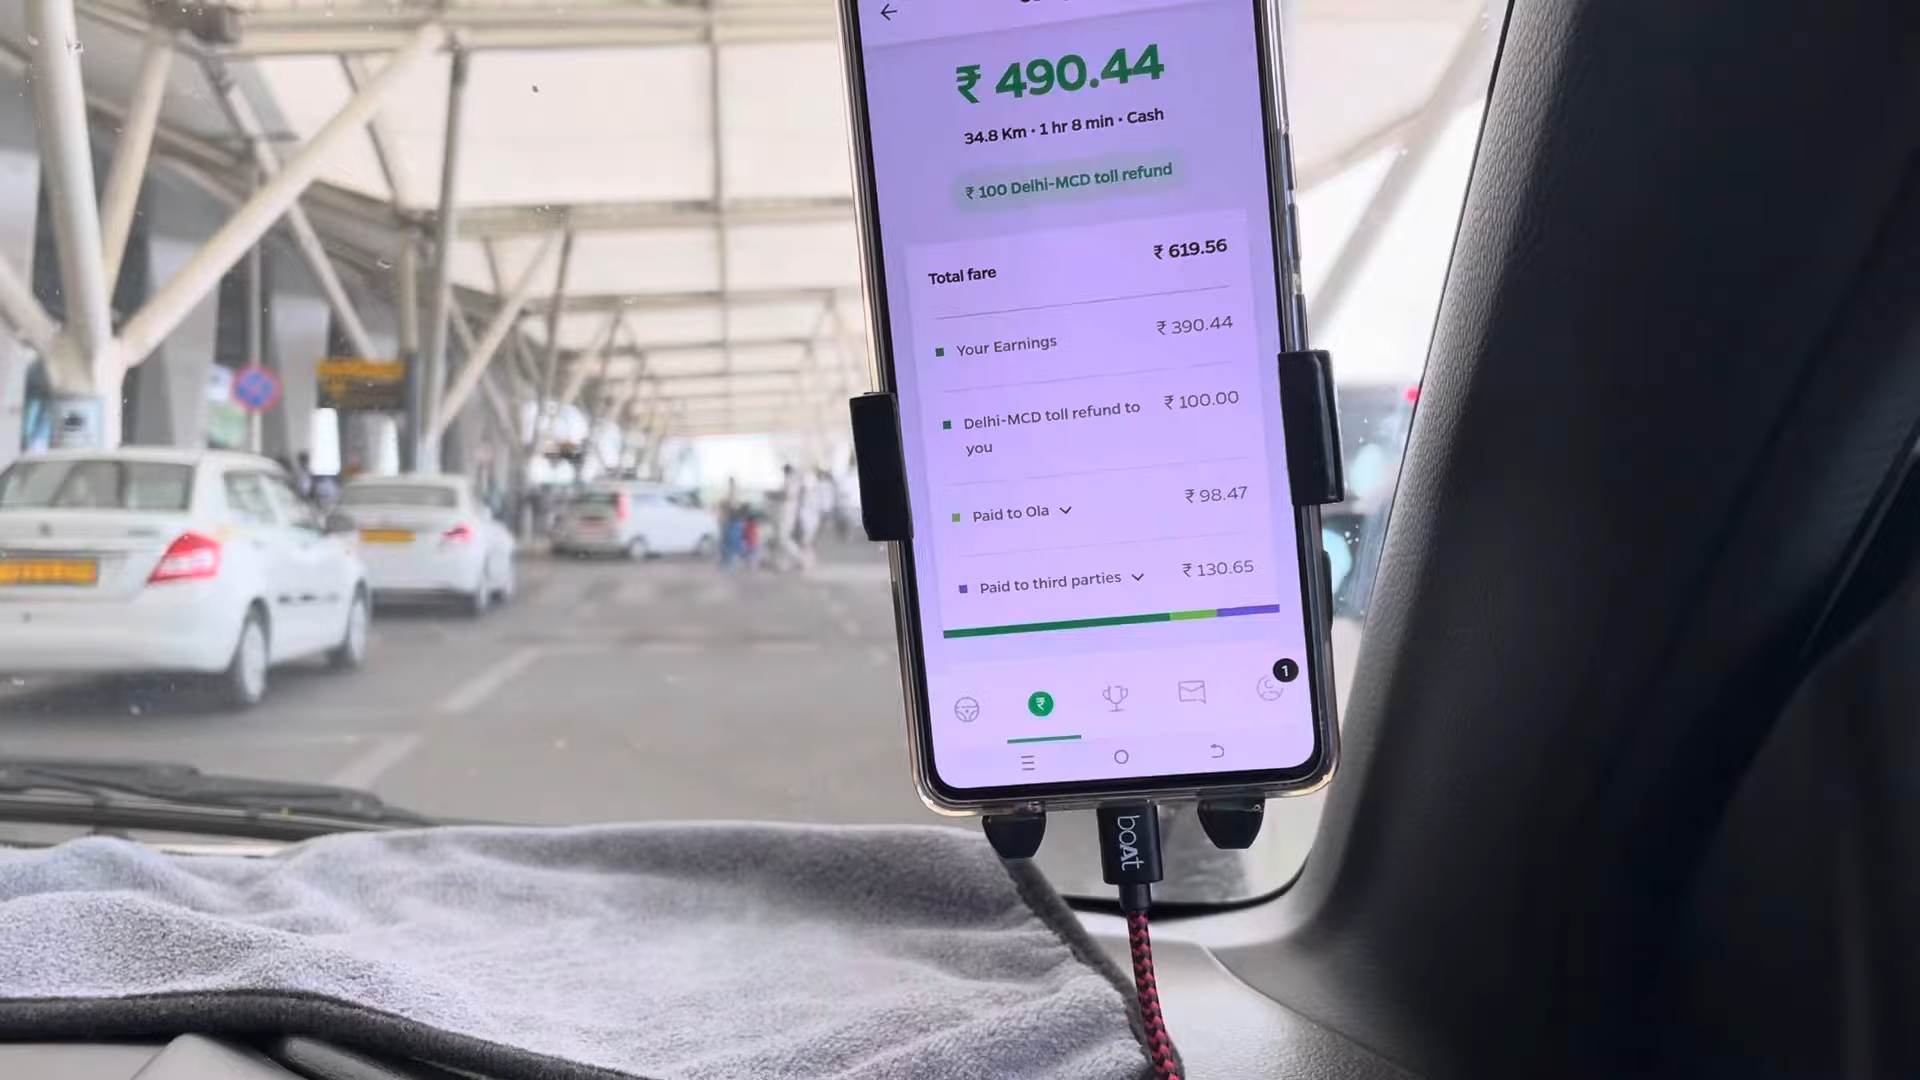 ₹ 490.44
34.8 Km · 1 hr 8 min · Cash
₹ 100 Delhi-MCD toll refund
Total fare ₹ 619.56
Your Earnings ₹ 390.44
Delhi-MCD toll refund to ₹ 100.00
you
Paid to Ola ₹ 98.47
Paid to third parties ₹ 130.65
1
₹
boAt